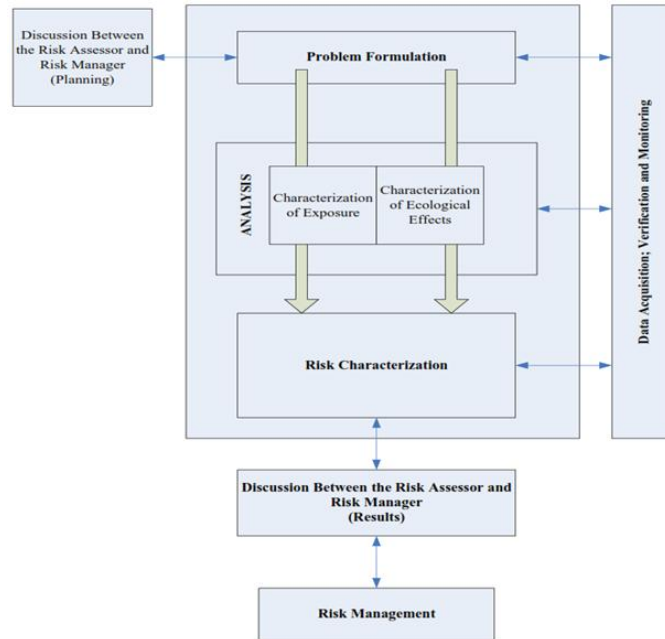 Discussion Between
the Risk Assessor and
Risk Manager
(Planning)
Problem Formulation
ANALYSIS
Characterization
of Exposure
Characterization
of Ecological
Effects
Risk Characterization
Data Acquisition; Verification and Monitoring
Discussion Between the Risk Assessor and
Risk Manager
(Results)
Risk Management